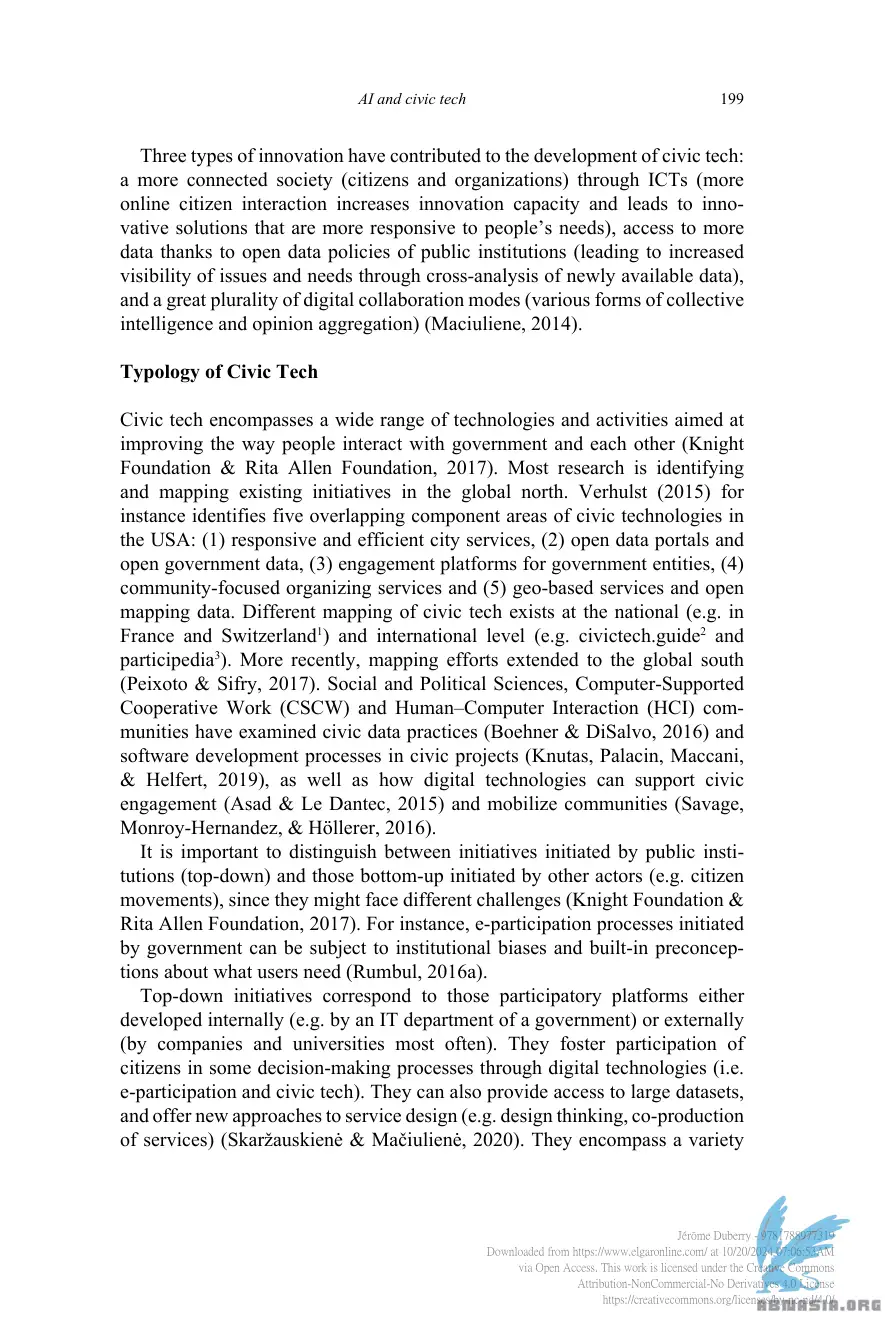 AI and civic tech 199
Three types of innovation have contributed to the development of civic tech:
a more connected society (citizens and organizations) through ICTs (more
online citizen interaction increases innovation capacity and leads to inno-
vative solutions that are more responsive to people’s needs), access to more
data thanks to open data policies of public institutions (leading to increased
visibility of issues and needs through cross-analysis of newly available data),
and a great plurality of digital collaboration modes (various forms of collective
intelligence and opinion aggregation) (Maciuliene, 2014).
Typology of Civic Tech
Civic tech encompasses a wide range of technologies and activities aimed at
improving the way people interact with government and each other (Knight
Foundation & Rita Allen Foundation, 2017). Most research is identifying
and mapping existing initiatives in the global north. Verhulst (2015) for
instance identifies five overlapping component areas of civic technologies in
the USA: (1) responsive and efficient city services, (2) open data portals and
open government data, (3) engagement platforms for government entities, (4)
community-focused organizing services and (5) geo-based services and open
mapping data. Different mapping of civic tech exists at the national (e.g. in
France and Switzerland¹) and international level (e.g. civictech.guide² and
participedia³). More recently, mapping efforts extended to the global south
(Peixoto & Sifry, 2017). Social and Political Sciences, Computer-Supported
Cooperative Work (CSCW) and Human–Computer Interaction (HCI) com-
munities have examined civic data practices (Boehner & DiSalvo, 2016) and
software development processes in civic projects (Knutas, Palacin, Maccani,
& Helfert, 2019), as well as how digital technologies can support civic
engagement (Asad & Le Dantec, 2015) and mobilize communities (Savage,
Monroy-Hernandez, & Höllerer, 2016).
It is important to distinguish between initiatives initiated by public insti-
tutions (top-down) and those bottom-up initiated by other actors (e.g. citizen
movements), since they might face different challenges (Knight Foundation &
Rita Allen Foundation, 2017). For instance, e-participation processes initiated
by government can be subject to institutional biases and built-in preconcep-
tions about what users need (Rumbul, 2016a).
Top-down initiatives correspond to those participatory platforms either
developed internally (e.g. by an IT department of a government) or externally
(by companies and universities most often). They foster participation of
citizens in some decision-making processes through digital technologies (i.e.
e-participation and civic tech). They can also provide access to large datasets,
and offer new approaches to service design (e.g. design thinking, co-production
of services) (Skaržauskienė & Mačiulienė, 2020). They encompass a variety
Jérôme Duberry - 9781788977319
Downloaded from https://www.elgaronline.com/ at 10/20/2024 07:06:53AM
via Open Access. This work is licensed under the Creative Commons
Attribution-NonCommercial-No Derivatives 4.0 License
https://creativecommons.org/licenses/by-nc-nd/4.0/
ABWASIA.ORG